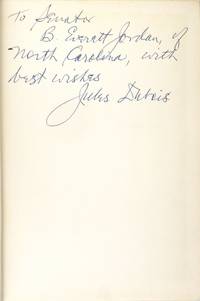 To Senator
B. Everett Jordan, of
North Carolina, with
best wishes
Jules Dubois